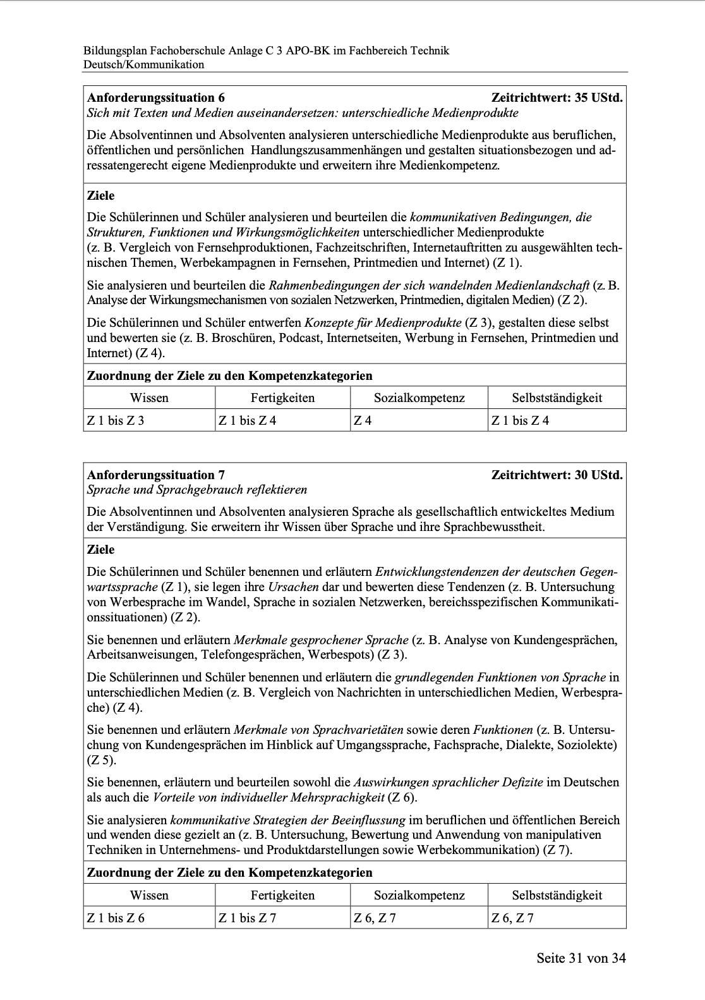 Bildungsplan Fachoberschule Anlage C 3 APO-BK im Fachbereich Technik
Deutsch/Kommunikation
Anforderungssituation 6 Zeitrichtwert: 35 UStd.
Sich mit Texten und Medien auseinandersetzen: unterschiedliche Medienprodukte
Die Absolventinnen und Absolventen analysieren unterschiedliche Medienprodukte aus beruflichen,
öffentlichen und persönlichen Handlungszusammenhängen und gestalten situationsbezogen und ad-
ressatengerecht eigene Medienprodukte und erweitern ihre Medienkompetenz.
Ziele
Die Schülerinnen und Schüler analysieren und beurteilen die kommunikativen Bedingungen, die
Strukturen, Funktionen und Wirkungsmöglichkeiten unterschiedlicher Medienprodukte
(z. B. Vergleich von Fernsehproduktionen, Fachzeitschriften, Internetauftritten zu ausgewählten tech-
nischen Themen, Werbekampagnen in Fernsehen, Printmedien und Internet) (Z 1).
Sie analysieren und beurteilen die Rahmenbedingungen der sich wandelnden Medienlandschaft (z. B.
Analyse der Wirkungsmechanismen von sozialen Netzwerken, Printmedien, digitalen Medien) (Z 2).
Die Schülerinnen und Schüler entwerfen Konzepte für Medienprodukte (Z 3), gestalten diese selbst
und bewerten sie (z. B. Broschüren, Podcast, Internetseiten, Werbung in Fernsehen, Printmedien und
Internet) (Z 4).
Zuordnung der Ziele zu den Kompetenzkategorien
Wissen Fertigkeiten Sozialkompetenz Selbstständigkeit
Z 1 bis Z 3 Z 1 bis Z 4 Z 4 Z 1 bis Z 4
Anforderungssituation 7 Zeitrichtwert: 30 UStd.
Sprache und Sprachgebrauch reflektieren
Die Absolventinnen und Absolventen analysieren Sprache als gesellschaftlich entwickeltes Medium
der Verständigung. Sie erweitern ihr Wissen über Sprache und ihre Sprachbewusstheit.
Ziele
Die Schülerinnen und Schüler benennen und erläutern Entwicklungstendenzen der deutschen Gegen-
wartssprache (Z 1), sie legen ihre Ursachen dar und bewerten diese Tendenzen (z. B. Untersuchung
von Werbesprache im Wandel, Sprache in sozialen Netzwerken, bereichsspezifischen Kommunikati-
onssituationen) (Z 2).
Sie benennen und erläutern Merkmale gesprochener Sprache (z. B. Analyse von Kundengesprächen,
Arbeitsanweisungen, Telefongesprächen, Werbespots) (Z 3).
Die Schülerinnen und Schüler benennen und erläutern die grundlegenden Funktionen von Sprache in
unterschiedlichen Medien (z. B. Vergleich von Nachrichten in unterschiedlichen Medien, Werbespra-
che) (Z 4).
Sie benennen und erläutern Merkmale von Sprachvarietäten sowie deren Funktionen (z. B. Untersu-
chung von Kundengesprächen im Hinblick auf Umgangssprache, Fachsprache, Dialekte, Soziolekte)
(Z 5).
Sie benennen, erläutern und beurteilen sowohl die Auswirkungen sprachlicher Defizite im Deutschen
als auch die Vorteile von individueller Mehrsprachigkeit (Z 6).
Sie analysieren kommunikative Strategien der Beeinflussung im beruflichen und öffentlichen Bereich
und wenden diese gezielt an (z. B. Untersuchung, Bewertung und Anwendung von manipulativen
Techniken in Unternehmens- und Produktdarstellungen sowie Werbekommunikation) (Z 7).
Zuordnung der Ziele zu den Kompetenzkategorien
Wissen Fertigkeiten Sozialkompetenz Selbstständigkeit
Z 1 bis Z 6 Z 1 bis Z 7 Z 6, Z 7 Z 6, Z 7
Seite 31 von 34